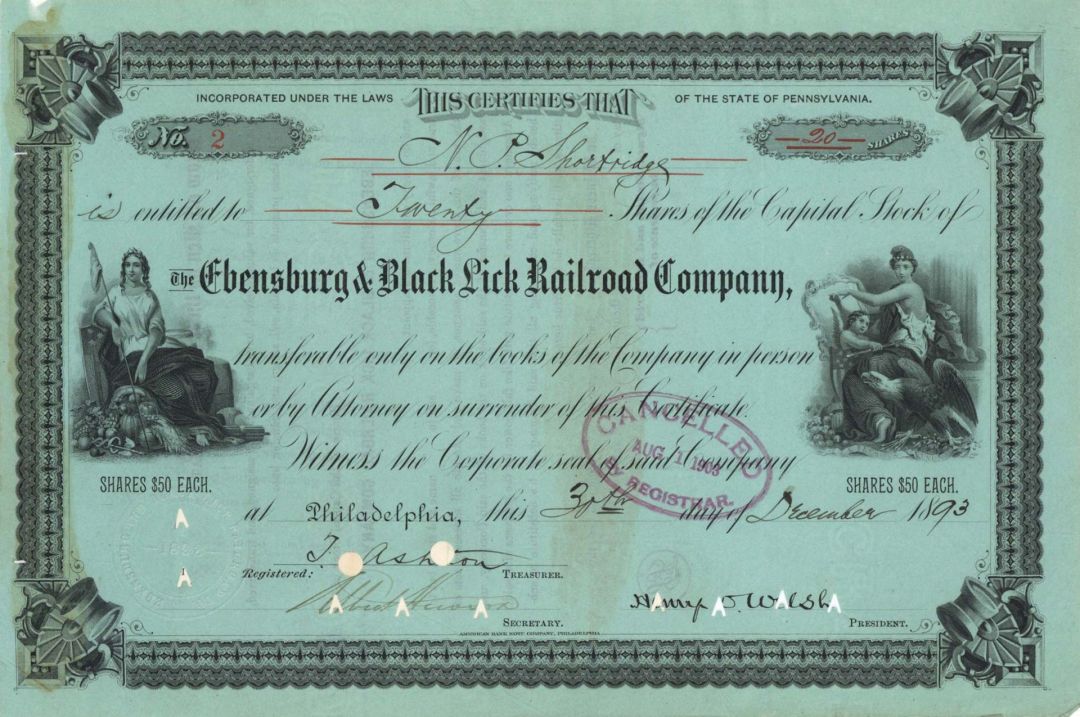 INCORPORATED UNDER THE LAWS THIS CERTIFIES THAT OF THE STATE OF PENNSYLVANIA.
No. 2 20 SHARES
N. P. Shortridge
is entitled to Twenty Shares of the Capital Stock of
The Ebensburg & Black Lick Railroad Company,
transferable only on the books of the Company in person
or by Attorney on surrender of this Certificate.
Witness the Corporate seal of said Company
CANCELLED
AUG 1 1903
BY REGISTRAR.
SHARES $50 EACH. SHARES $50 EACH.
at Philadelphia, this 30th day of December 1893
Registered: T. Ashton TREASURER.
Albert SECRETARY.
Henry D. Welsh PRESIDENT.
AMERICAN BANK NOTE COMPANY, PHILADELPHIA